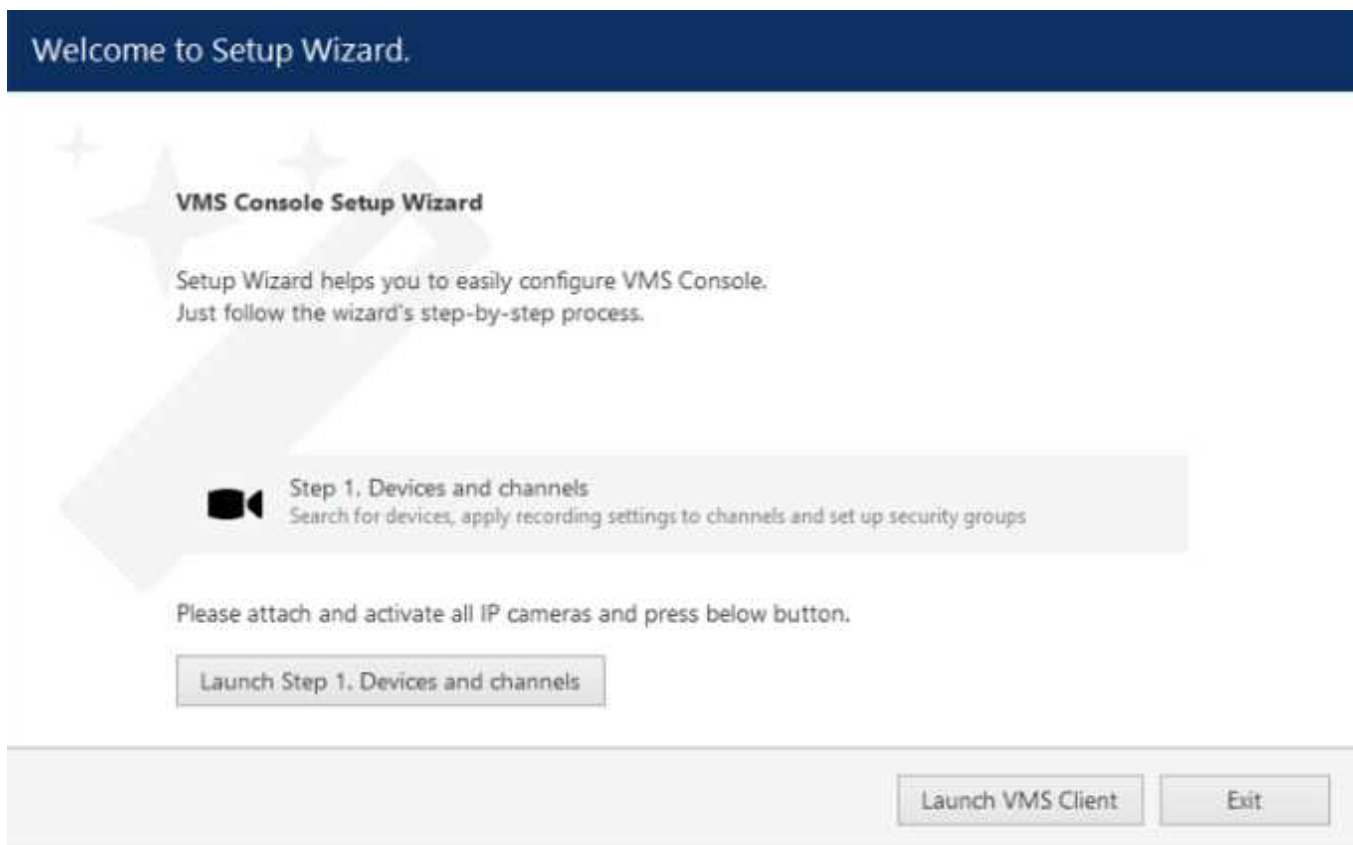 Welcome to Setup Wizard.
VMS Console Setup Wizard
Setup Wizard helps you to easily configure VMS Console.
Just follow the wizard's step-by-step process.
Step 1. Devices and channels
Search for devices, apply recording settings to channels and set up security groups
Please attach and activate all IP cameras and press below button.
Launch Step 1. Devices and channels
Launch VMS Client
Exit